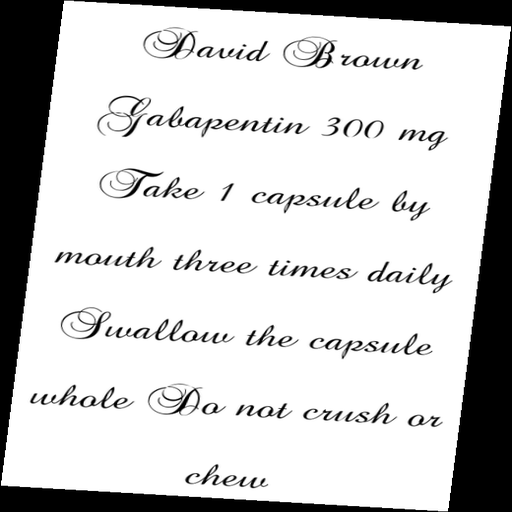 David Brown
Gabapentin 300 mg
Take 1 capsule by
mouth three times daily
Swallow the capsule
whole Do not crush or
chew